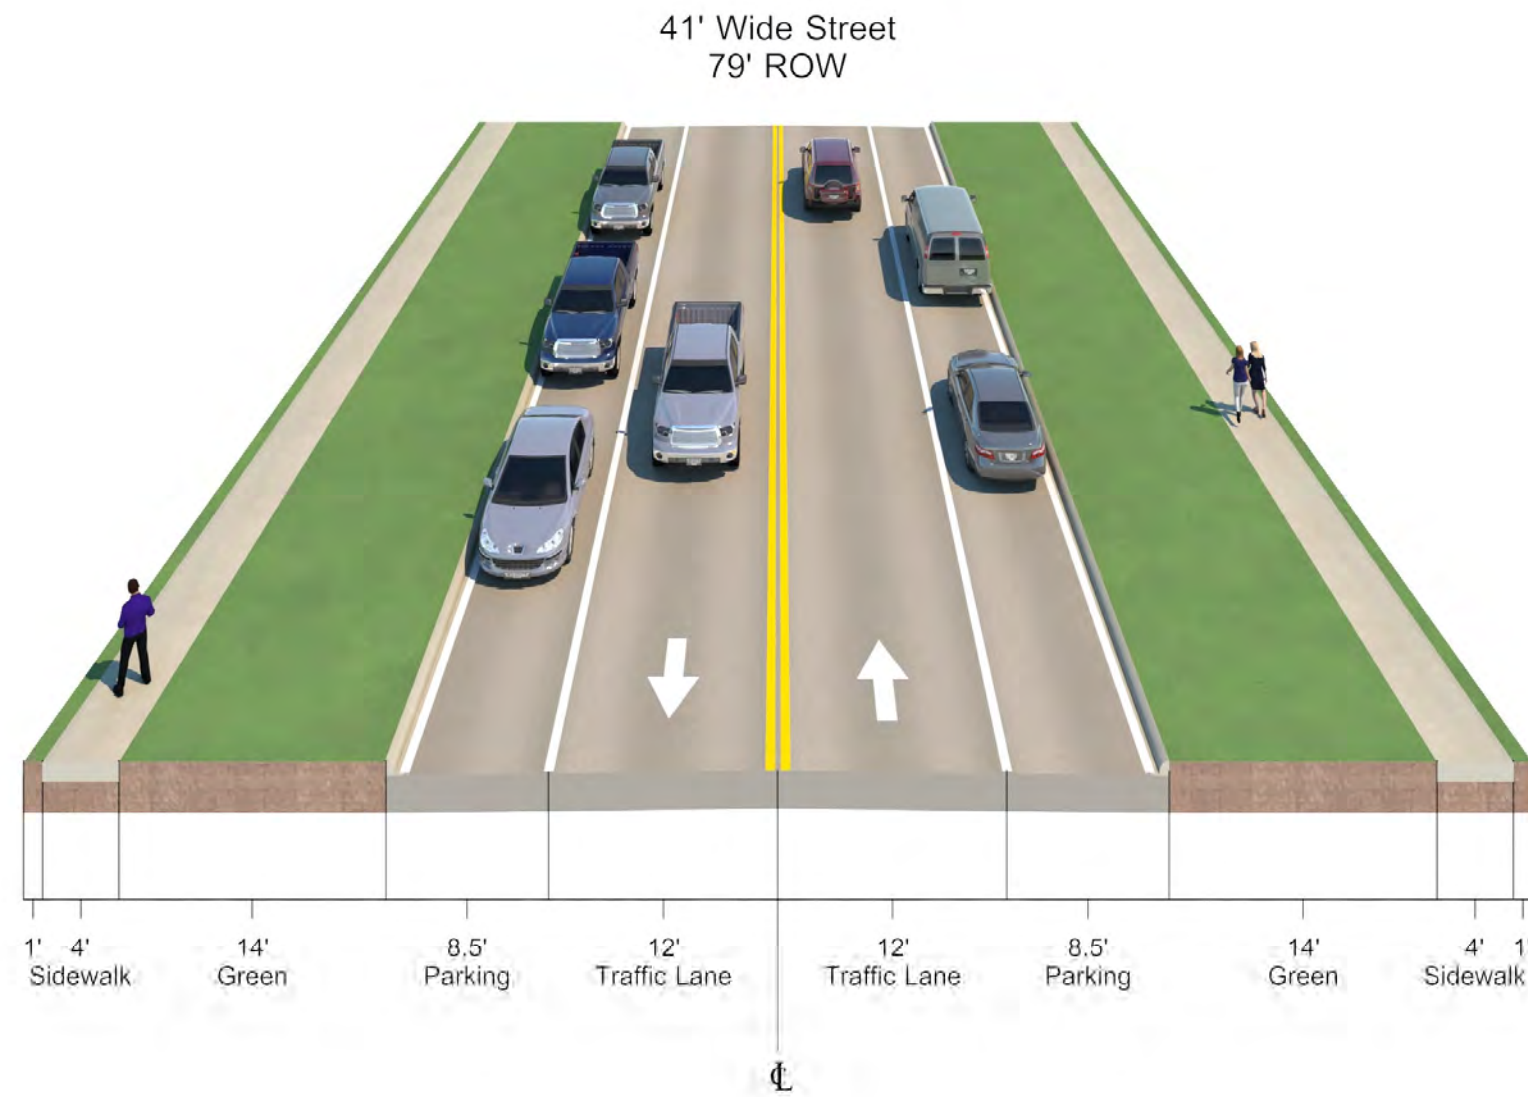 41' Wide Street
79' ROW
1' 4' 14' 8.5' 12' 12' 8.5' 14' 4' 1'
Sidewalk Green Parking Traffic Lane Traffic Lane Parking Green Sidewalk
℄